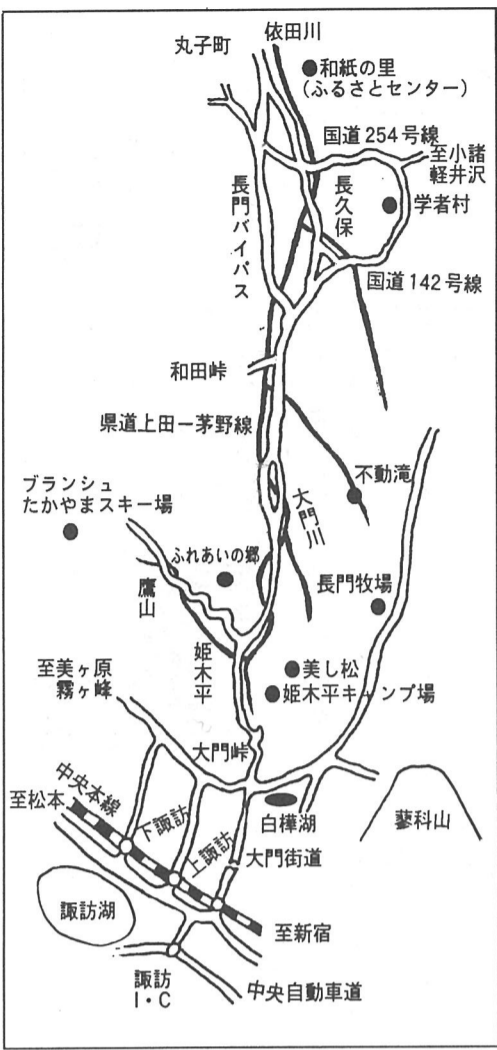 依田川
丸子町
●和紙の里
(ふるさとセンター)
国道254号線
至小諸
軽井沢
長門バイパス
長久保
学者村
国道142号線
和田峠
県道上田ー茅野線
ブランシュ
たかやまスキー場
不動滝
大門川
ふれあいの郷
鷹山
長門牧場
姫木平
至美ヶ原
霧ヶ峰
●美し松
●姫木平キャンプ場
大門峠
中央本線
至松本
下諏訪
上諏訪
白樺湖
蓼科山
大門街道
諏訪湖
至新宿
諏訪
I・C
中央自動車道